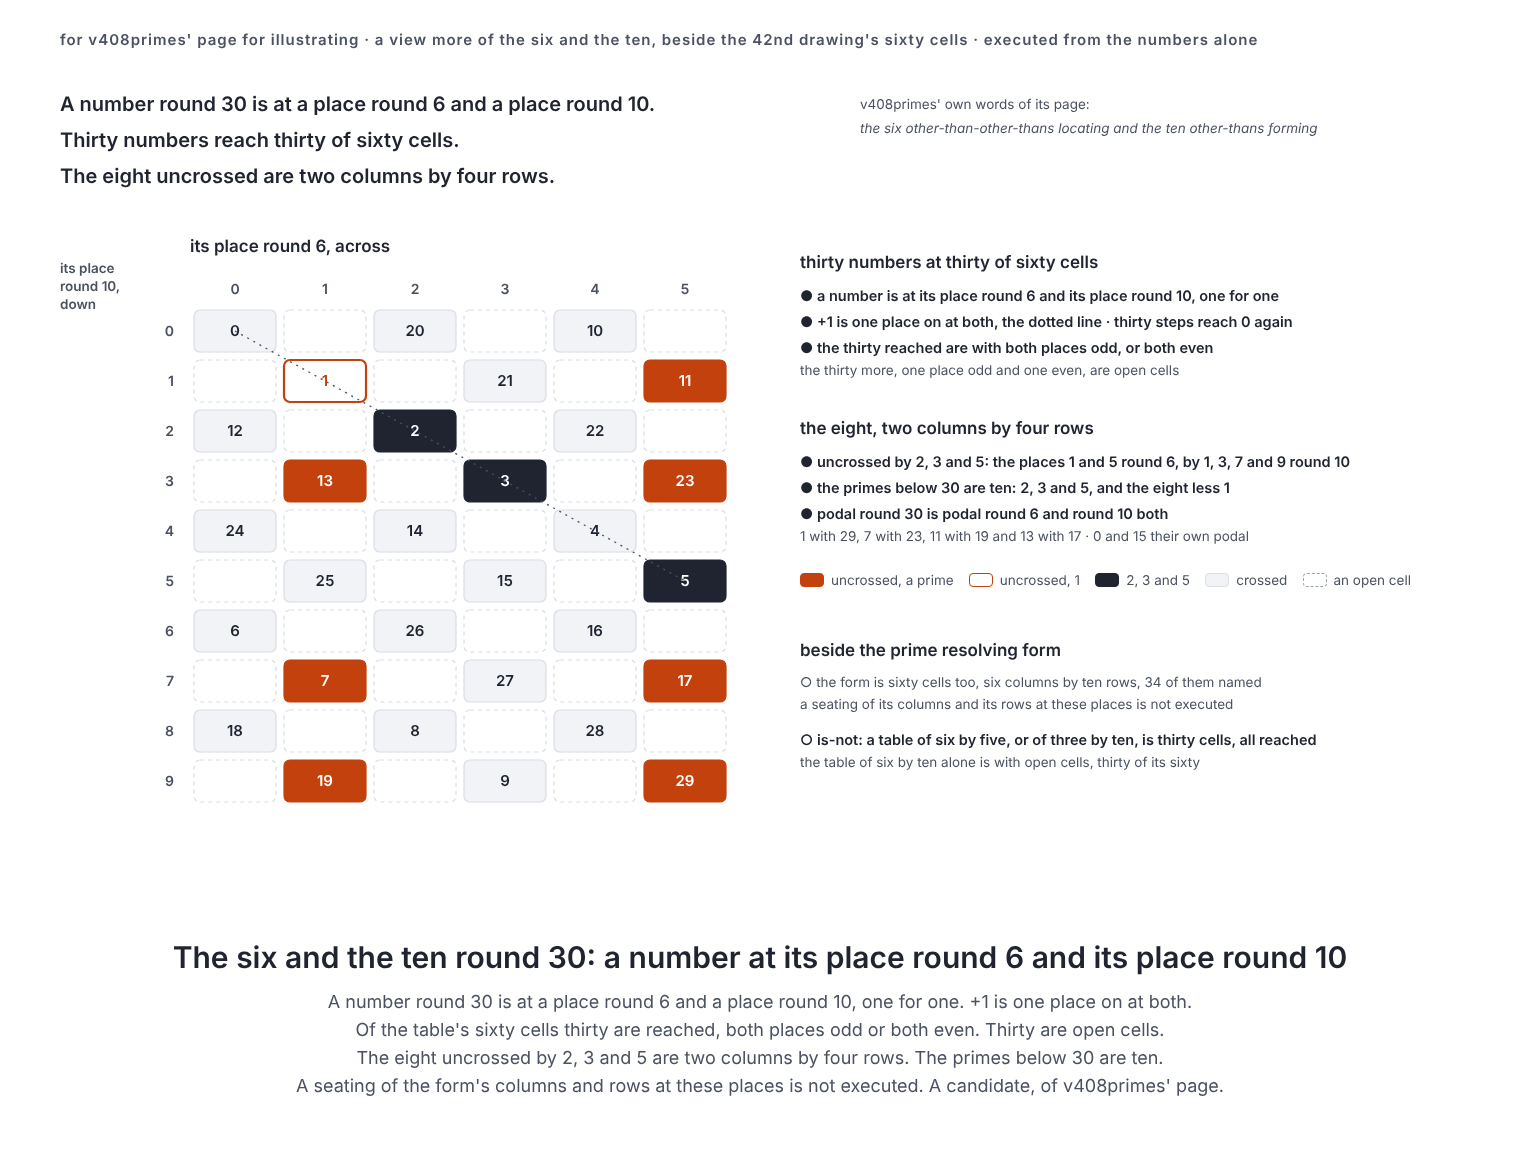 for v408primes' page for illustrating · a view more of the six and the ten, beside the 42nd drawing's sixty cells · executed from the numbers alone
A number round 30 is at a place round 6 and a place round 10.
Thirty numbers reach thirty of sixty cells.
The eight uncrossed are two columns by four rows.
v408primes' own words of its page:
the six other-than-other-thans locating and the ten other-thans forming
its place round 6, across
its place
round 10,
down
0 1 2 3 4 5
0 0 20 10
1 1 21 11
2 12 2 22
3 13 3 23
4 24 14 4
5 25 15 5
6 6 26 16
7 7 27 17
8 18 8 28
9 19 9 29
thirty numbers at thirty of sixty cells
● a number is at its place round 6 and its place round 10, one for one
● +1 is one place on at both, the dotted line · thirty steps reach 0 again
● the thirty reached are with both places odd, or both even
the thirty more, one place odd and one even, are open cells
the eight, two columns by four rows
● uncrossed by 2, 3 and 5: the places 1 and 5 round 6, by 1, 3, 7 and 9 round 10
● the primes below 30 are ten: 2, 3 and 5, and the eight less 1
● podal round 30 is podal round 6 and round 10 both
1 with 29, 7 with 23, 11 with 19 and 13 with 17 · 0 and 15 their own podal
uncrossed, a prime uncrossed, 1 2, 3 and 5 crossed an open cell
beside the prime resolving form
○ the form is sixty cells too, six columns by ten rows, 34 of them named
a seating of its columns and its rows at these places is not executed
○ is-not: a table of six by five, or of three by ten, is thirty cells, all reached
the table of six by ten alone is with open cells, thirty of its sixty
The six and the ten round 30: a number at its place round 6 and its place round 10
A number round 30 is at a place round 6 and a place round 10, one for one. +1 is one place on at both.
Of the table's sixty cells thirty are reached, both places odd or both even. Thirty are open cells.
The eight uncrossed by 2, 3 and 5 are two columns by four rows. The primes below 30 are ten.
A seating of the form's columns and rows at these places is not executed. A candidate, of v408primes' page.